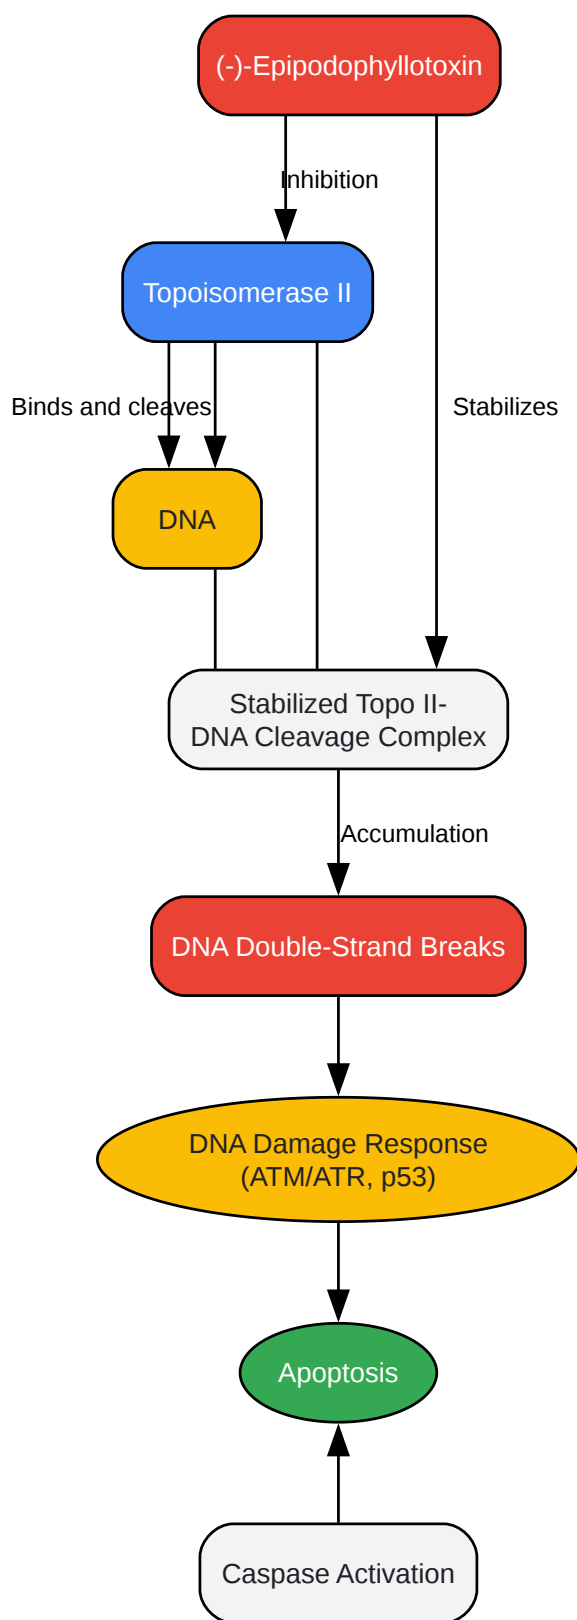 (-)-Epipodophyllotoxin
Inhibition
Topoisomerase II
Binds and cleaves
Stabilizes
DNA
Stabilized Topo II-
DNA Cleavage Complex
Accumulation
DNA Double-Strand Breaks
DNA Damage Response
(ATM/ATR, p53)
Apoptosis
Caspase Activation